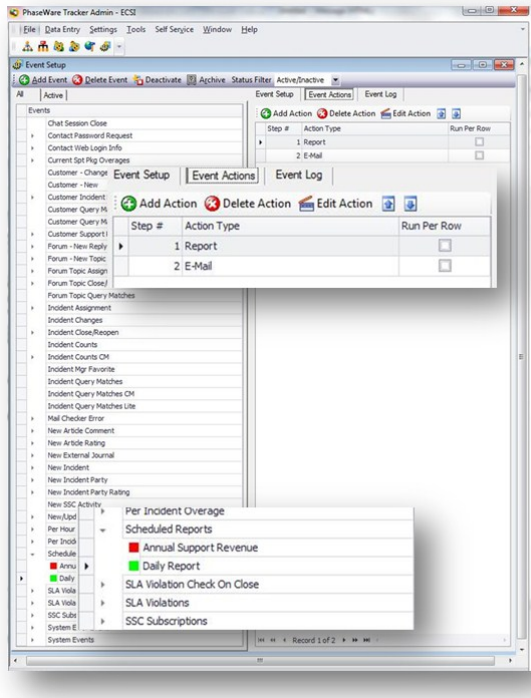 PhaseWare Tracker Admin - ECSI
File Data Entry Settings Tools Self Service Window Help
Event Setup
Add Event Delete Event Deactivate Archive Status Filter Active/Inactive
All Active
Event Setup Event Actions Event Log
Add Action Delete Action Edit Action
Step # Action Type Run Per Row
1 Report
2 E-Mail
Events
Chat Session Close
Contact Password Request
Contact Web Login Info
Current Spt Pkg Overages
Customer - Change
Customer - New
Customer Incident
Customer Query M
Customer Query M
Customer Support I
Forum - New Reply
Forum - New Topic
Forum Topic Assign
Forum Topic Close/
Forum Topic Query Matches
Incident Assignment
Incident Changes
Incident Close/Reopen
Incident Counts
Incident Counts CM
Incident Mgr Favorite
Incident Query Matches
Incident Query Matches CM
Incident Query Matches Lite
Mail Checker Error
New Article Comment
New Article Rating
New External Journal
New Incident
New Incident Party
New Incident Party Rating
New SSC Activity
New/Upd
Per Hour
Per Incid
Schedule
Annu
Daily
SLA Viola
SLA Viola
SSC Subs
System E
System Events
Event Setup Event Actions Event Log
Add Action Delete Action Edit Action
Step # Action Type Run Per Row
1 Report
2 E-Mail
Per Incident Overage
Scheduled Reports
Annual Support Revenue
Daily Report
SLA Violation Check On Close
SLA Violations
SSC Subscriptions
Record 1 of 2